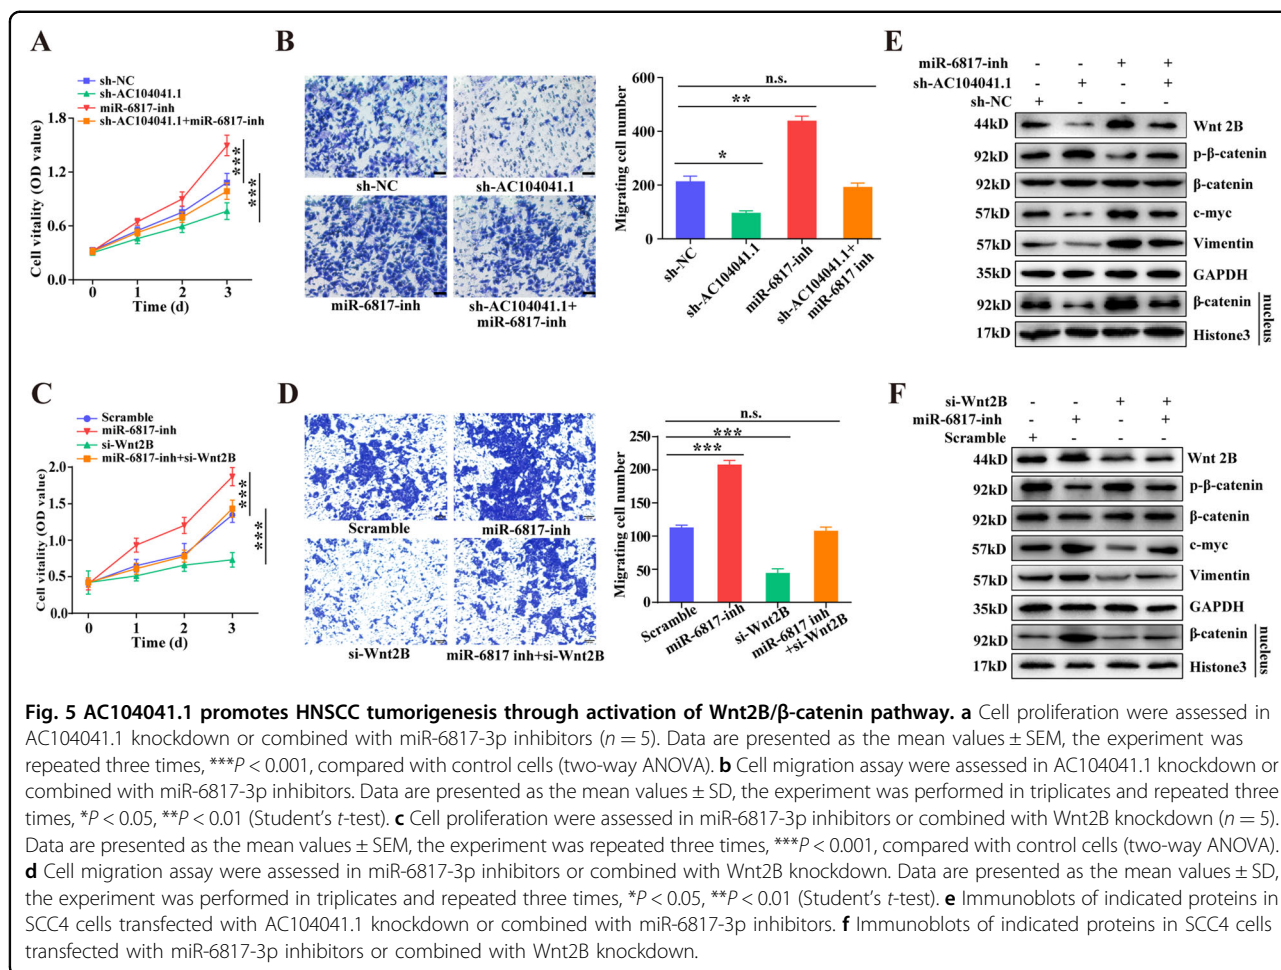 A
sh-NC
sh-AC104041.1
miR-6817-inh
sh-AC104041.1+miR-6817-inh
Cell vitality (OD value)
1.8
1.2
0.6
0.0
0 1 2 3
Time (d)
***
***
B
sh-NC
sh-AC104041.1
miR-6817-inh
sh-AC104041.1+
miR-6817-inh
Migrating cell number
600
400
200
0
n.s.
**
*
sh-NC
sh-AC104041.1
miR-6817-inh
sh-AC104041.1+
miR-6817 inh
E
miR-6817-inh - - + +
sh-AC104041.1 - + - +
sh-NC + - - -
44kD Wnt 2B
92kD p-β-catenin
92kD β-catenin
57kD c-myc
57kD Vimentin
35kD GAPDH
92kD β-catenin
17kD Histone3
nucleus
C
Scramble
miR-6817-inh
si-Wnt2B
miR-6817-inh+si-Wnt2B
Cell vitality (OD value)
2.0
1.5
1.0
0.5
0.0
0 1 2 3
Time (d)
***
***
D
Scramble
miR-6817-inh
si-Wnt2B
miR-6817 inh+si-Wnt2B
Migrating cell number
250
200
150
100
50
0
n.s.
***
***
Scramble
miR-6817-inh
si-Wnt2B
miR-6817 inh
+si-Wnt2B
F
si-Wnt2B - - + +
miR-6817-inh - + - +
Scramble + - - -
44kD Wnt 2B
92kD p-β-catenin
92kD β-catenin
57kD c-myc
57kD Vimentin
35kD GAPDH
92kD β-catenin
17kD Histone3
nucleus
Fig. 5 AC104041.1 promotes HNSCC tumorigenesis through activation of Wnt2B/β-catenin pathway. a Cell proliferation were assessed in
AC104041.1 knockdown or combined with miR-6817-3p inhibitors (n = 5). Data are presented as the mean values ± SEM, the experiment was
repeated three times, ***P < 0.001, compared with control cells (two-way ANOVA). b Cell migration assay were assessed in AC104041.1 knockdown or
combined with miR-6817-3p inhibitors. Data are presented as the mean values ± SD, the experiment was performed in triplicates and repeated three
times, *P < 0.05, **P < 0.01 (Student's t-test). c Cell proliferation were assessed in miR-6817-3p inhibitors or combined with Wnt2B knockdown (n = 5).
Data are presented as the mean values ± SEM, the experiment was repeated three times, ***P < 0.001, compared with control cells (two-way ANOVA).
d Cell migration assay were assessed in miR-6817-3p inhibitors or combined with Wnt2B knockdown. Data are presented as the mean values ± SD,
the experiment was performed in triplicates and repeated three times, *P < 0.05, **P < 0.01 (Student's t-test). e Immunoblots of indicated proteins in
SCC4 cells transfected with AC104041.1 knockdown or combined with miR-6817-3p inhibitors. f Immunoblots of indicated proteins in SCC4 cells
transfected with miR-6817-3p inhibitors or combined with Wnt2B knockdown.